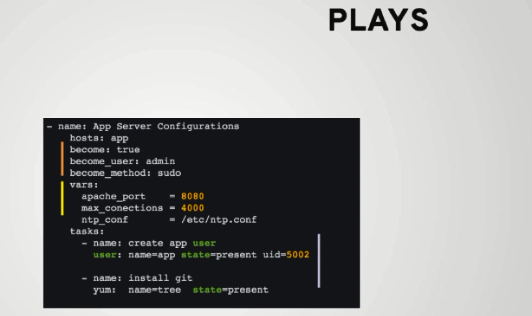 PLAYS
- name: App Server Configurations
hosts: app
become: true
become_user: admin
become_method: sudo
vars:
apache_port = 8080
max_conections = 4000
ntp_conf = /etc/ntp.conf
tasks:
- name: create app user
user: name=app state=present uid=5002
- name: install git
yum: name=tree state=present